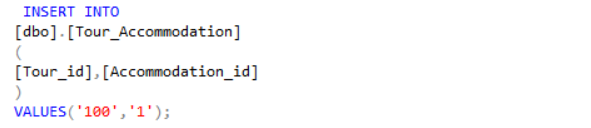 INSERT INTO
[dbo].[Tour_Accommodation]
(
[Tour_id],[Accommodation_id]
)
VALUES('100','1');